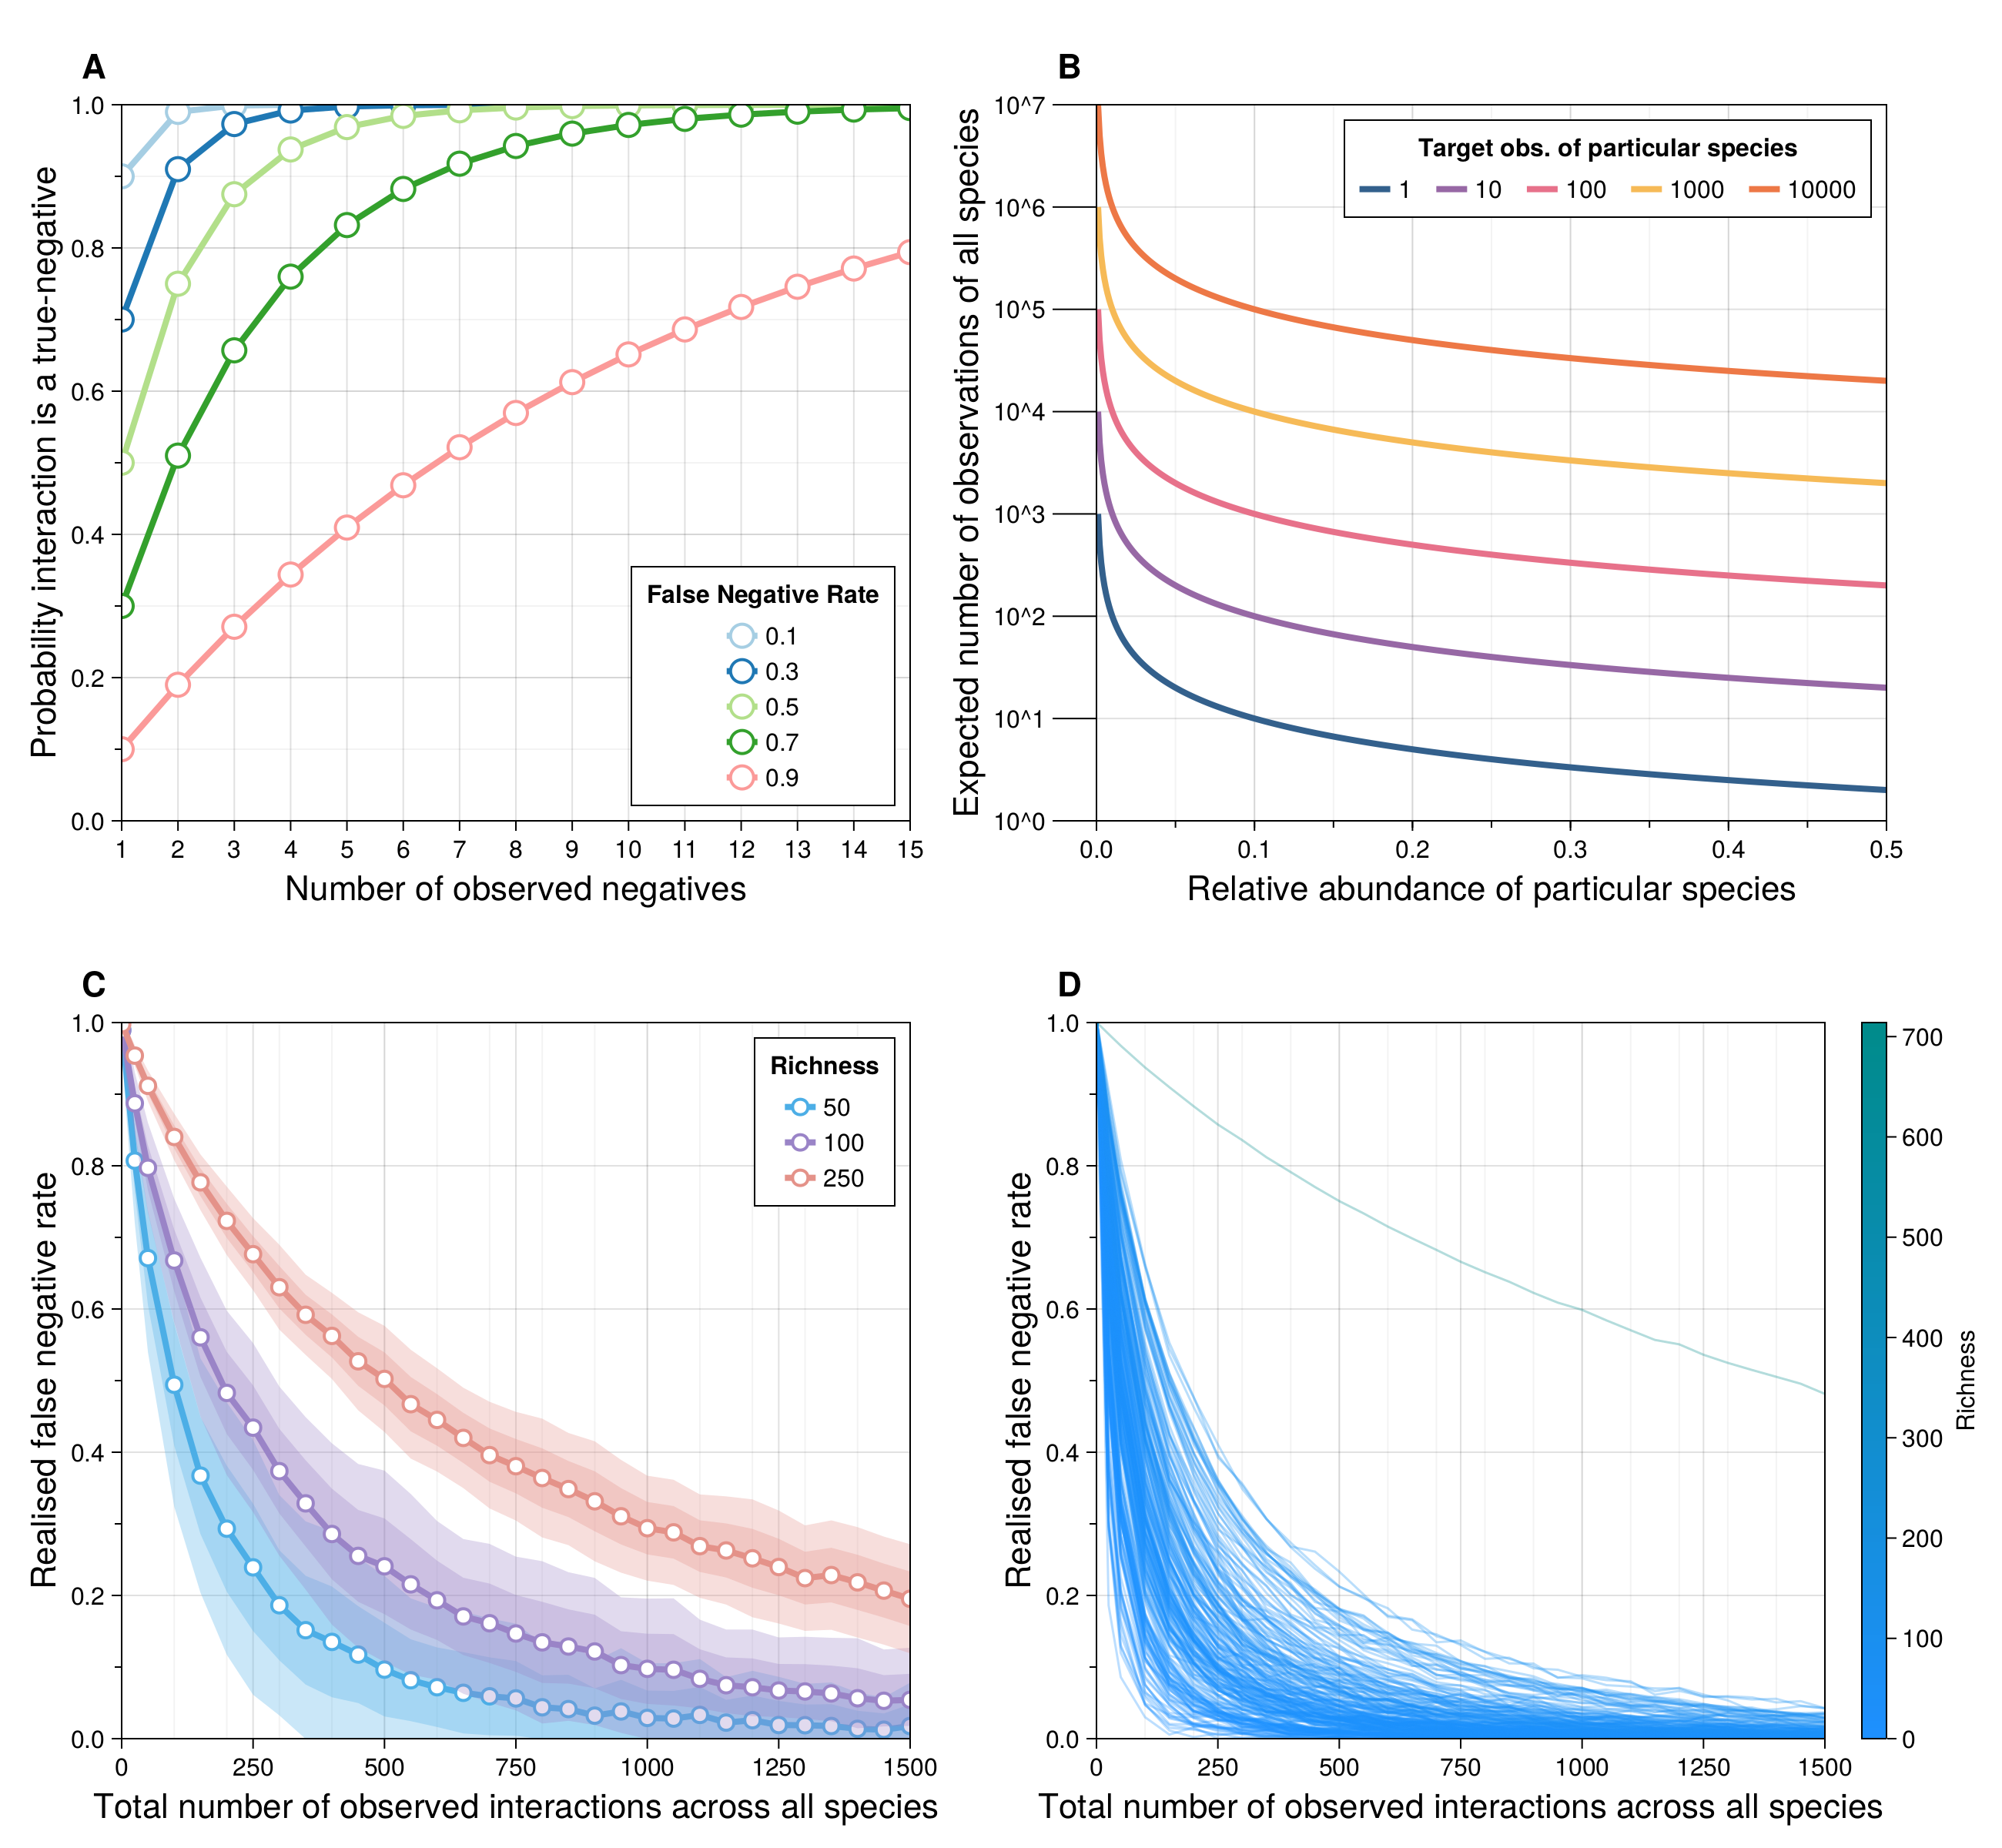 A
Probability interaction is a true-negative
1.0
0.8
0.6
0.4
0.2
0.0
1 2 3 4 5 6 7 8 9 10 11 12 13 14 15
Number of observed negatives
False Negative Rate
0.1
0.3
0.5
0.7
0.9
B
Expected number of observations of all species
10^7
10^6
10^5
10^4
10^3
10^2
10^1
10^0
0.0 0.1 0.2 0.3 0.4 0.5
Relative abundance of particular species
Target obs. of particular species
1 10 100 1000 10000
C
Realised false negative rate
1.0
0.8
0.6
0.4
0.2
0.0
0 250 500 750 1000 1250 1500
Total number of observed interactions across all species
Richness
50
100
250
D
Realised false negative rate
1.0
0.8
0.6
0.4
0.2
0.0
0 250 500 750 1000 1250 1500
Total number of observed interactions across all species
700
600
500
400
300
200
100
0
Richness